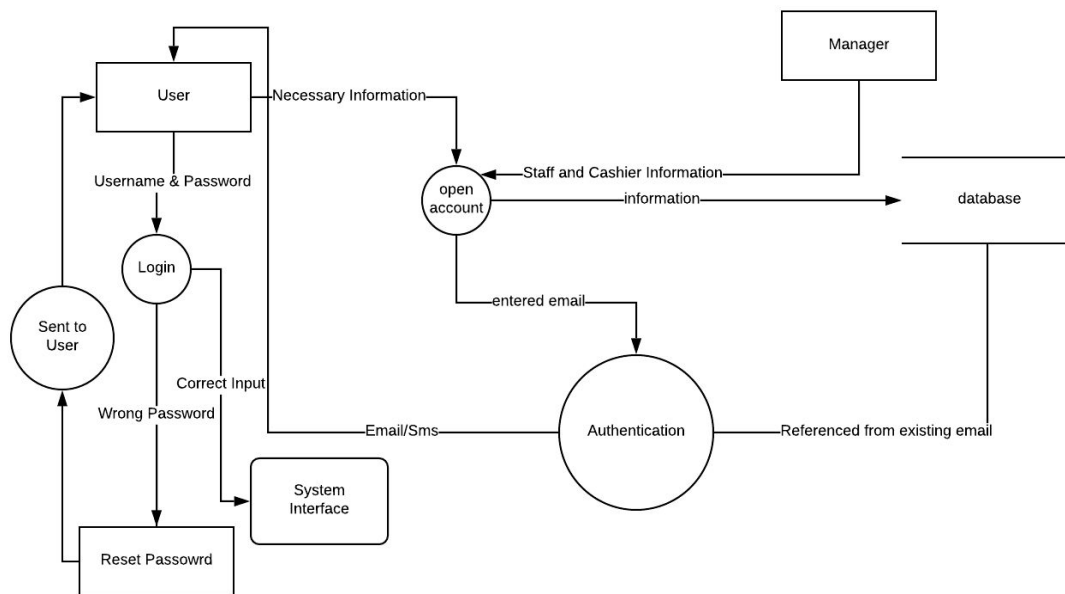 Manager
User
Necessary Information
Username & Password
Staff and Cashier Information
open
account
information
database
Login
entered email
Sent to
User
Correct Input
Wrong Password
Email/Sms
Authentication
Referenced from existing email
System
Interface
Reset Passowrd